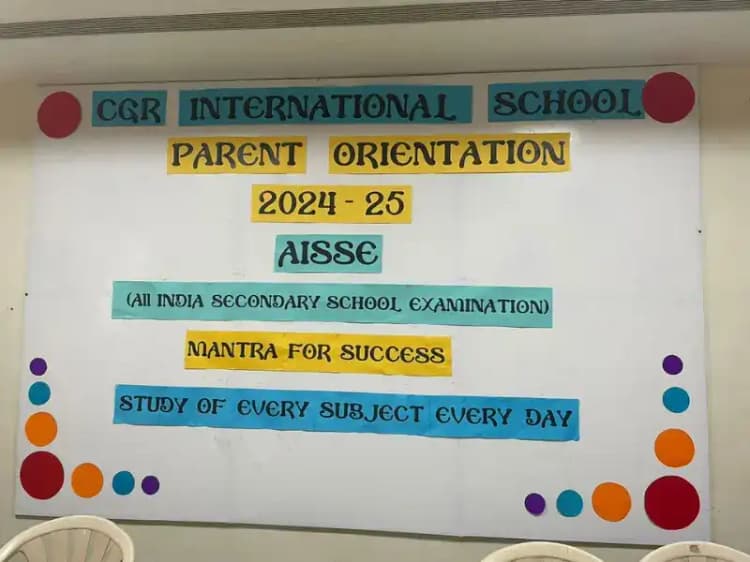 CGR INTERNATIONAL SCHOOL
PARENT ORIENTATION
2024 - 25
AISSE
(All INDIA SECONDARY SCHOOL EXAMINATION)
MANTRA FOR SUCCESS
STUDY OF EVERY SUBJECT EVERY DAY